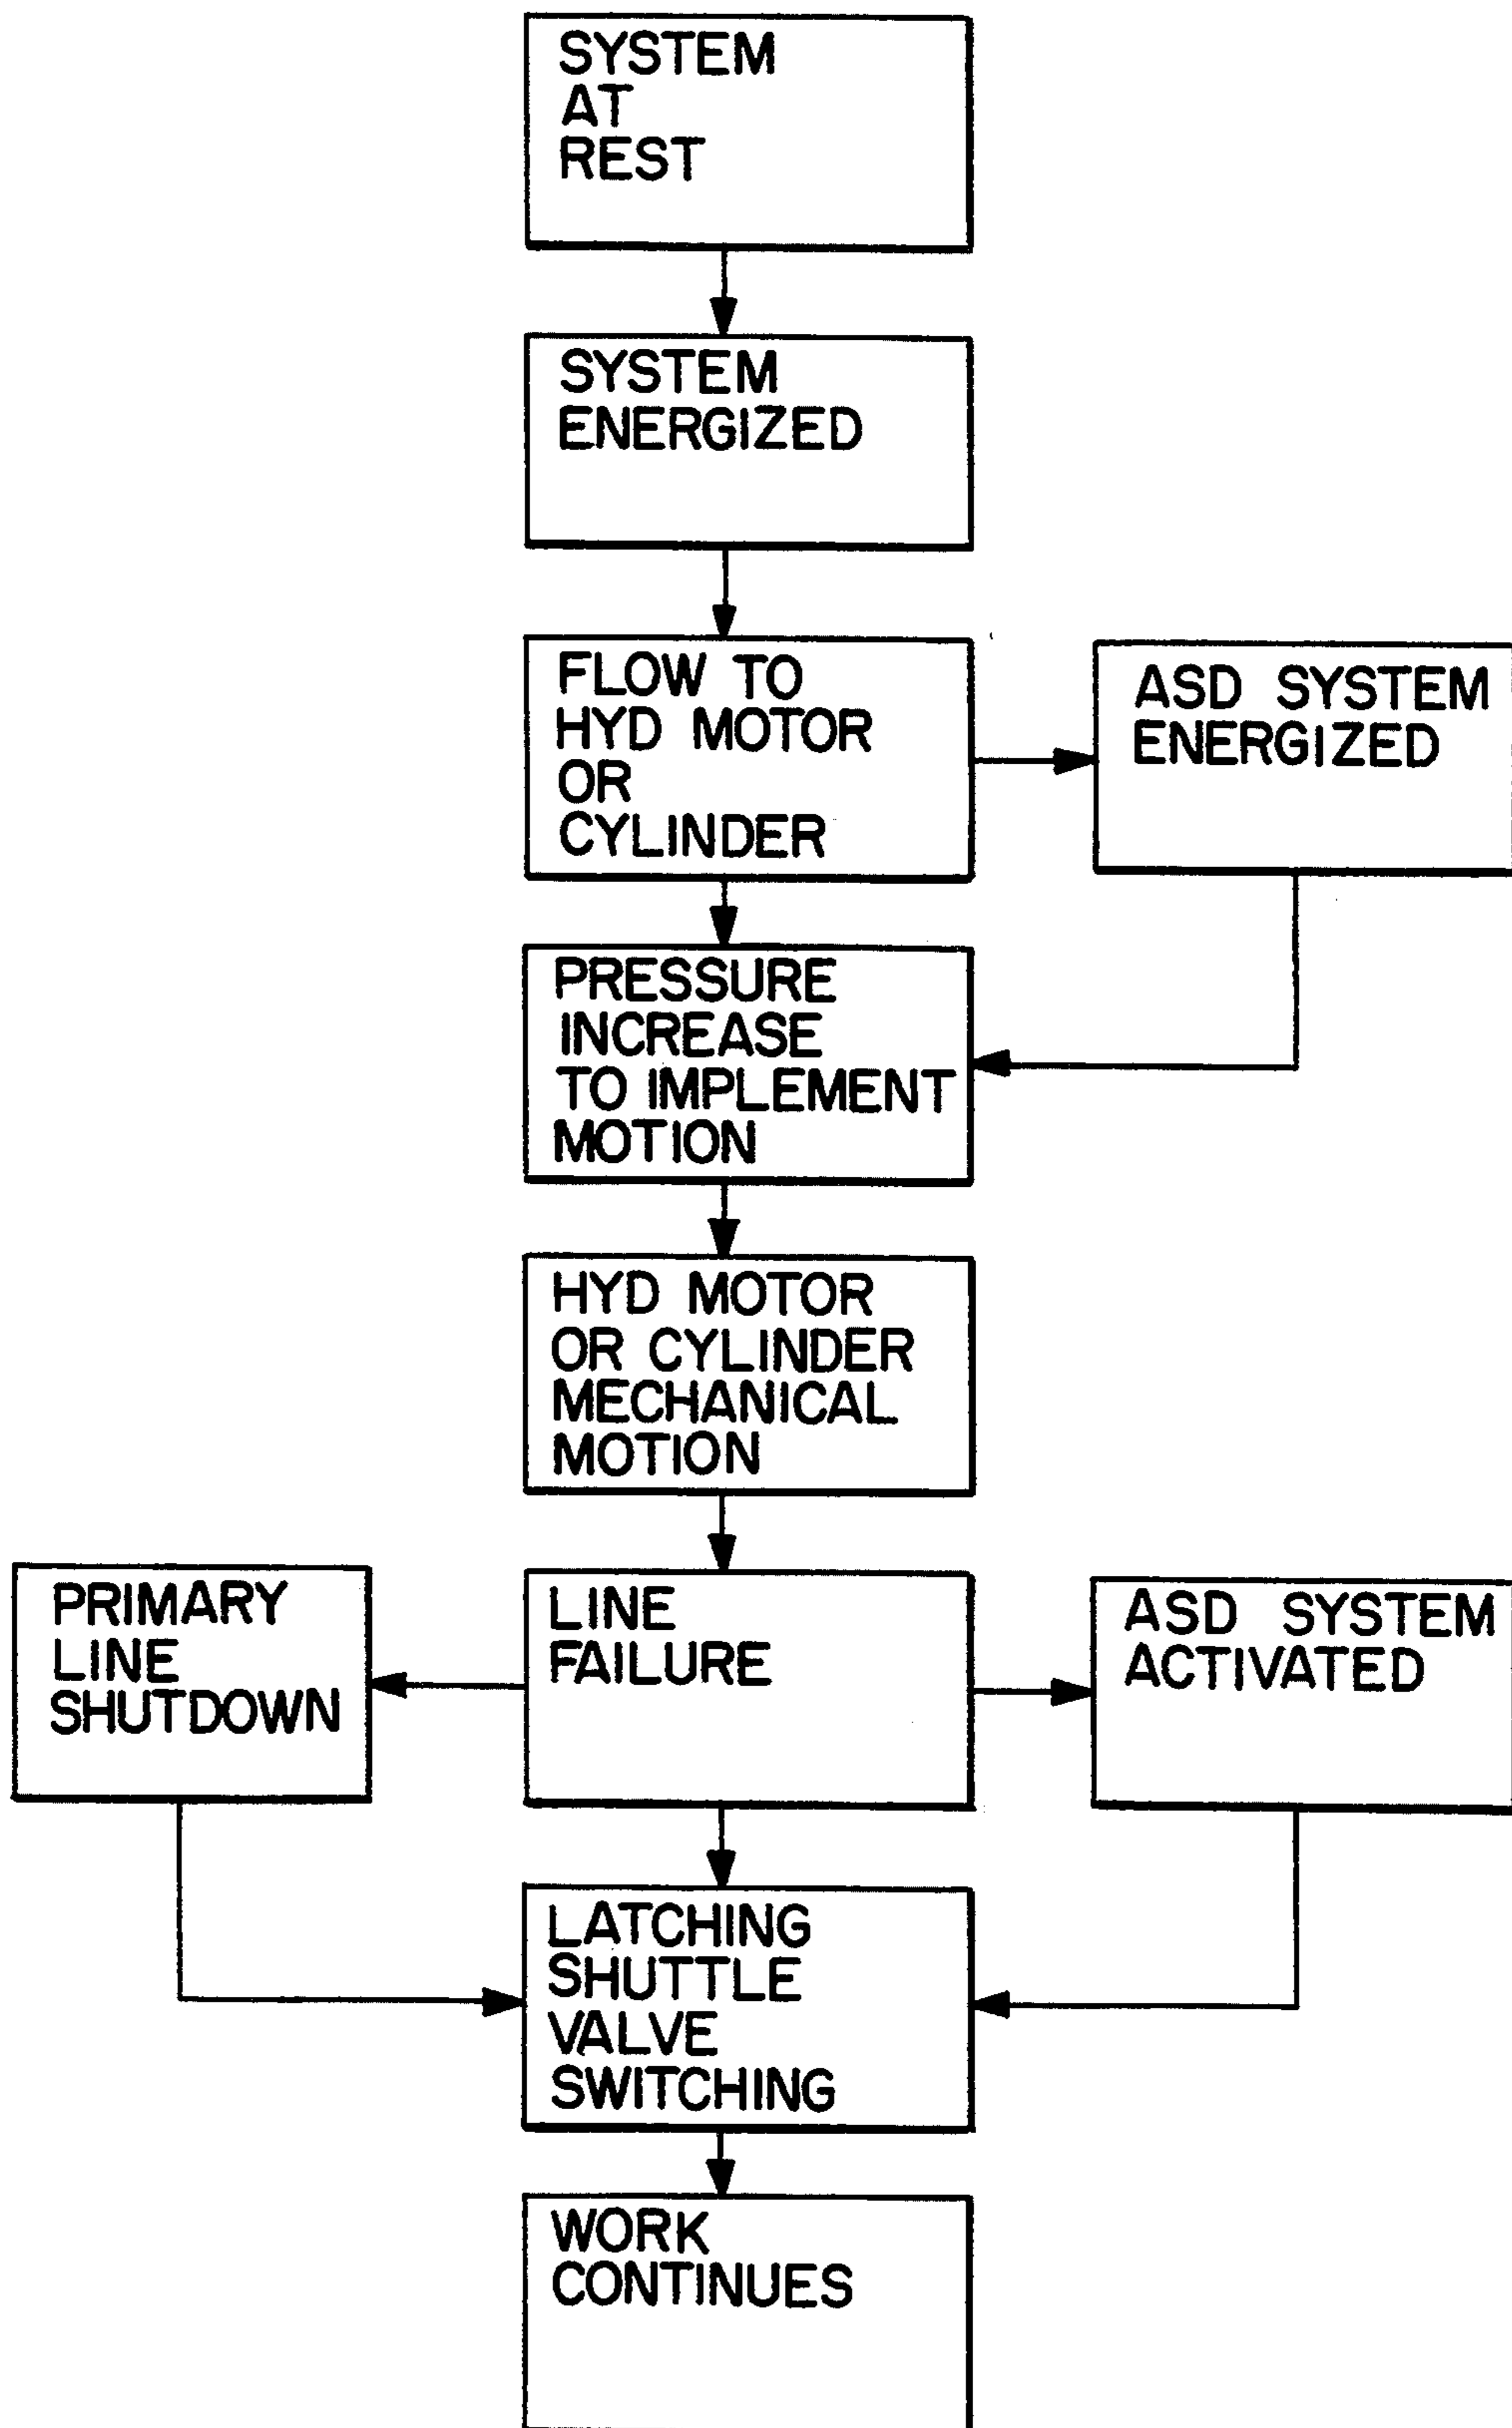 SYSTEM
AT
REST
SYSTEM
ENERGIZED
FLOW TO
HYD MOTOR
OR
CYLINDER
ASD SYSTEM
ENERGIZED
PRESSURE
INCREASE
TO IMPLEMENT
MOTION
HYD MOTOR
OR CYLINDER
MECHANICAL
MOTION
PRIMARY
LINE
SHUTDOWN
LINE
FAILURE
ASD SYSTEM
ACTIVATED
LATCHING
SHUTTLE
VALVE
SWITCHING
WORK
CONTINUES